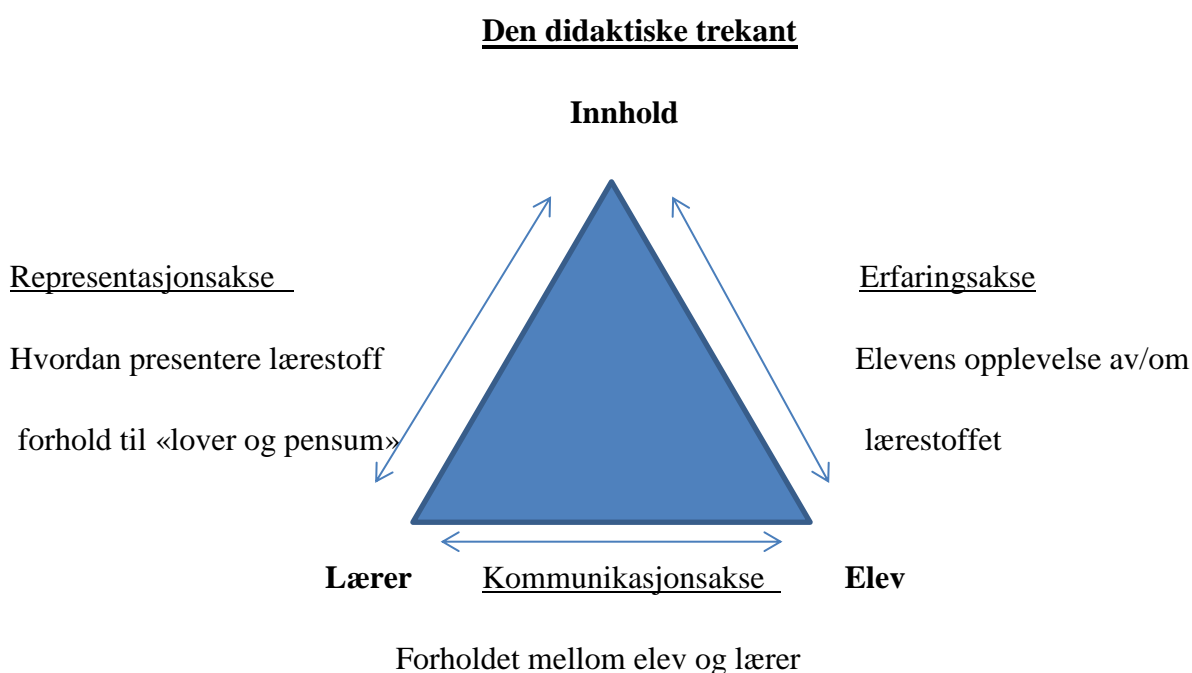 Den didaktiske trekant
Innhold
Representasjonsakse
Erfaringsakse
Hvordan presentere lærestoff
Elevens opplevelse av/om
forhold til «lover og pensum»
lærestoffet
Lærer
Kommunikasjonsakse
Elev
Forholdet mellom elev og lærer